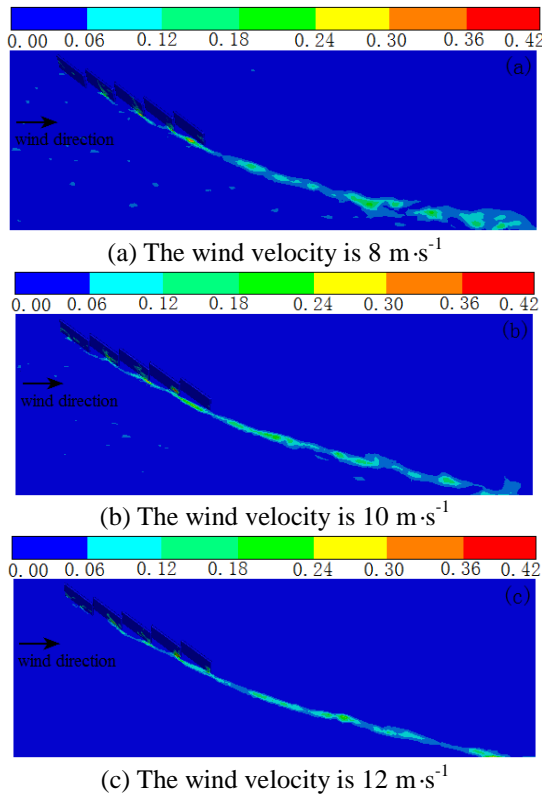 0.00 0.06 0.12 0.18 0.24 0.30 0.36 0.42
(a)
wind direction
(a) The wind velocity is 8 m·s⁻¹
0.00 0.06 0.12 0.18 0.24 0.30 0.36 0.42
(b)
wind direction
(b) The wind velocity is 10 m·s⁻¹
0.00 0.06 0.12 0.18 0.24 0.30 0.36 0.42
(c)
wind direction
(c) The wind velocity is 12 m·s⁻¹